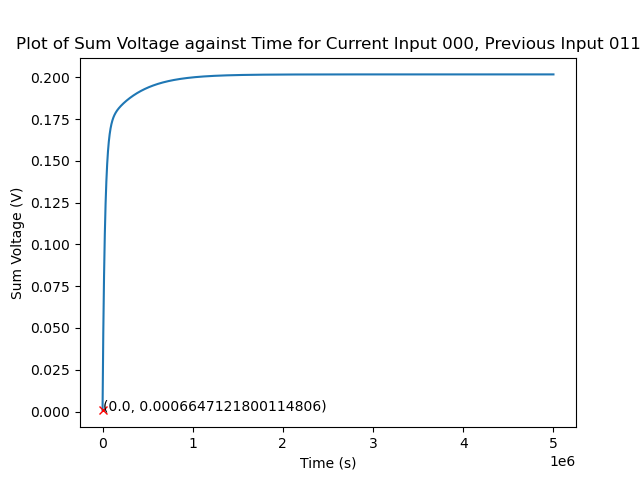 Plot of Sum Voltage against Time for Current Input 000, Previous Input 011
0.200
0.175
0.150
0.125
0.100
0.075
0.050
0.025
0.000
Sum Voltage (V)
(0.0, 0.0006647121800114806)
0 1 2 3 4 5
1e6
Time (s)